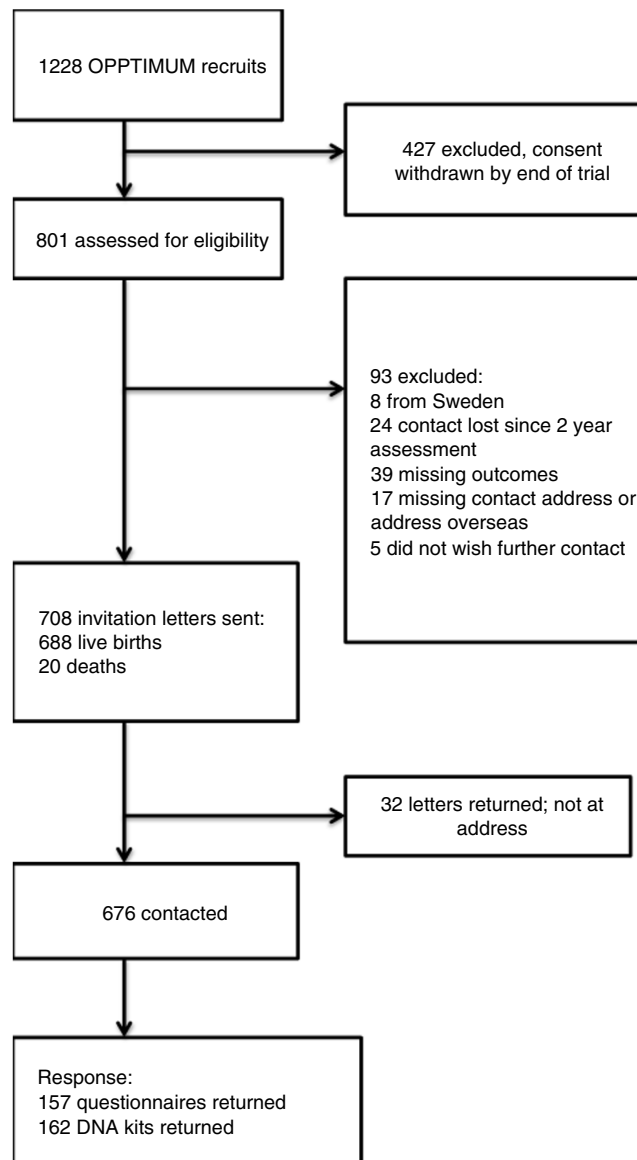 1228 OPPTIMUM recruits
427 excluded, consent
withdrawn by end of trial
801 assessed for eligibility
93 excluded:
8 from Sweden
24 contact lost since 2 year
assessment
39 missing outcomes
17 missing contact address or
address overseas
5 did not wish further contact
708 invitation letters sent:
688 live births
20 deaths
32 letters returned; not at
address
676 contacted
Response:
157 questionnaires returned
162 DNA kits returned